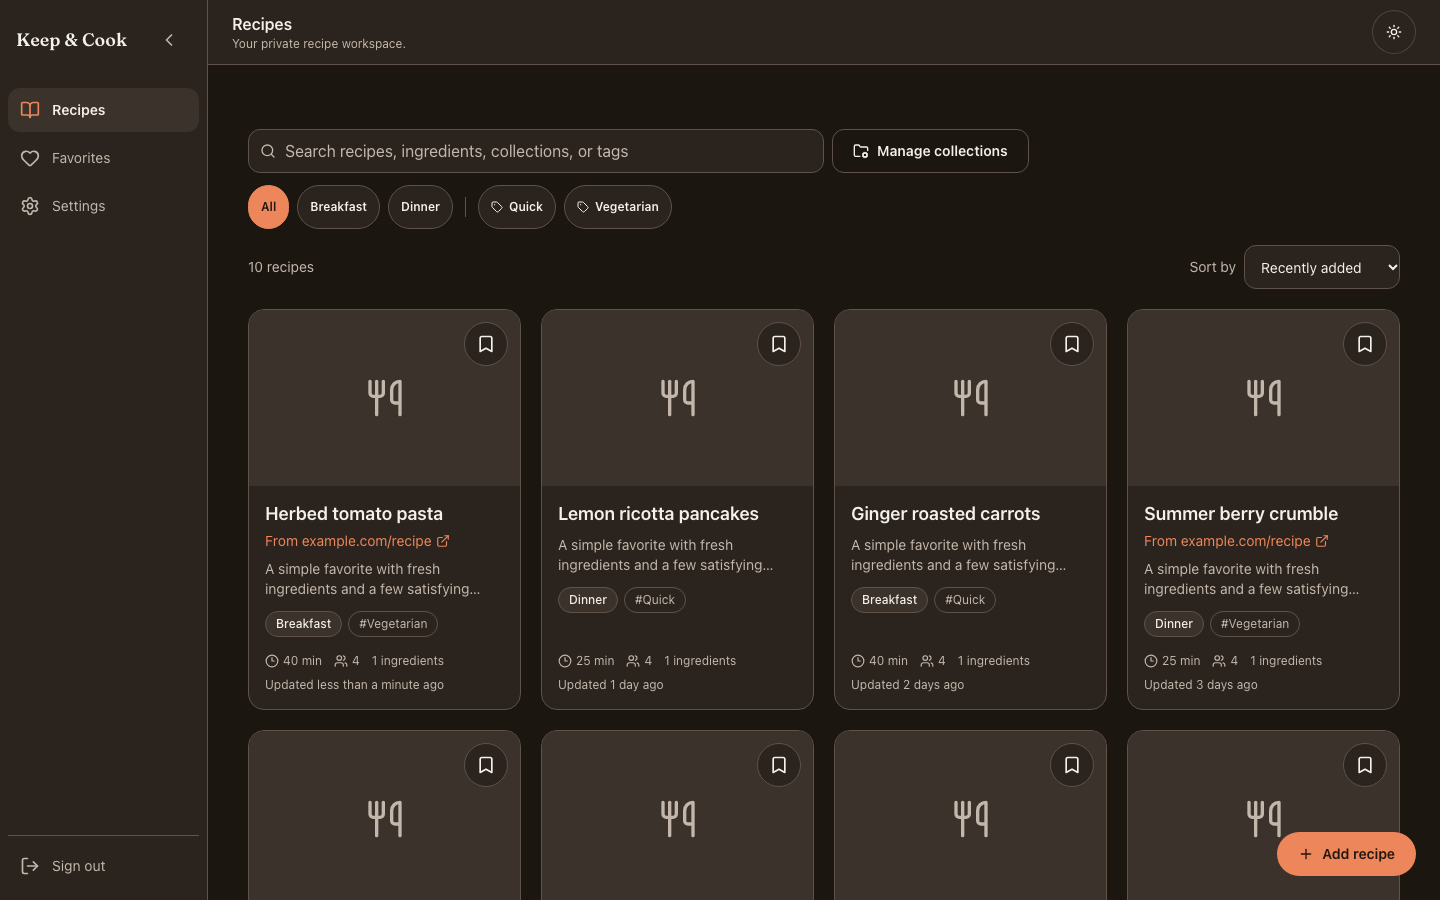 Keep & Cook
Recipes
Favorites
Settings
Sign out
Recipes
Your private recipe workspace.
Search recipes, ingredients, collections, or tags
Manage collections
All
Breakfast
Dinner
Quick
Vegetarian
10 recipes
Sort by
Recently added
Herbed tomato pasta
From example.com/recipe
A simple favorite with fresh
ingredients and a few satisfying...
Breakfast
#Vegetarian
40 min
4
1 ingredients
Updated less than a minute ago
Lemon ricotta pancakes
A simple favorite with fresh
ingredients and a few satisfying...
Dinner
#Quick
25 min
4
1 ingredients
Updated 1 day ago
Ginger roasted carrots
A simple favorite with fresh
ingredients and a few satisfying...
Breakfast
#Quick
40 min
4
1 ingredients
Updated 2 days ago
Summer berry crumble
From example.com/recipe
A simple favorite with fresh
ingredients and a few satisfying...
Dinner
#Vegetarian
25 min
4
1 ingredients
Updated 3 days ago
Add recipe